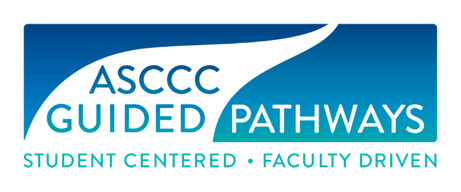 ASCCC
GUIDED PATHWAYS
STUDENT CENTERED • FACULTY DRIVEN